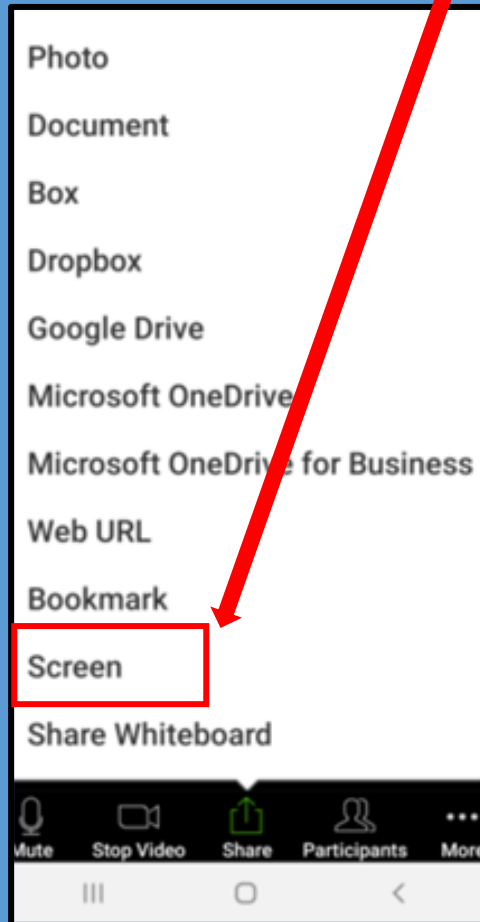 Photo
Document
Box
Dropbox
Google Drive
Microsoft OneDrive
Microsoft OneDrive for Business
Web URL
Bookmark
Screen
Share Whiteboard
Mute Stop Video Share Participants More